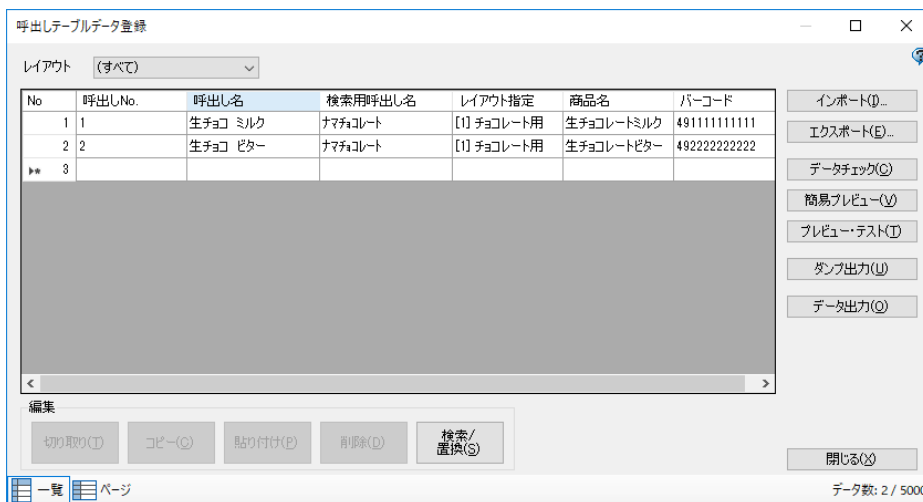 呼出しテーブルデータ登録
レイアウト (すべて)
No 呼出しNo. 呼出し名 検索用呼出し名 レイアウト指定 商品名 バーコード
1 1 生チョコ ミルク ナマチョコレート [1] チョコレート用 生チョコレートミルク 491111111111
2 2 生チョコ ビター ナマチョコレート [1] チョコレート用 生チョコレートビター 492222222222
3
インポート(I)...
エクスポート(E)...
データチェック(C)
簡易プレビュー(V)
プレビュー・テスト(T)
ダンプ出力(U)
データ出力(O)
編集
切り取り(T) コピー(C) 貼り付け(P) 削除(D) 検索/
置換(S)
閉じる(X)
一覧 ページ データ数: 2 / 5000